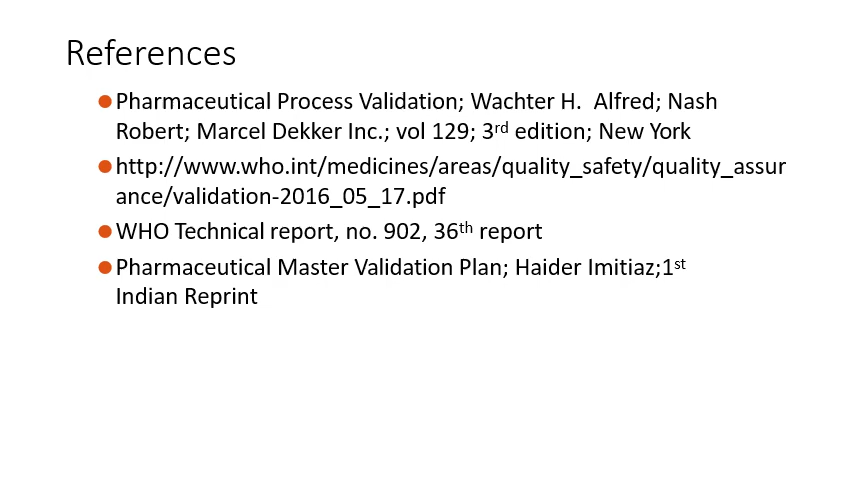 References
Pharmaceutical Process Validation; Wachter H.  Alfred; Nash
Robert; Marcel Dekker Inc.; vol 129; 3rd edition; New York
http://www.who.int/medicines/areas/quality_safety/quality_assur
ance/validation-2016_05_17.pdf
WHO Technical report, no. 902, 36th report
Pharmaceutical Master Validation Plan; Haider Imitiaz;1st
Indian Reprint